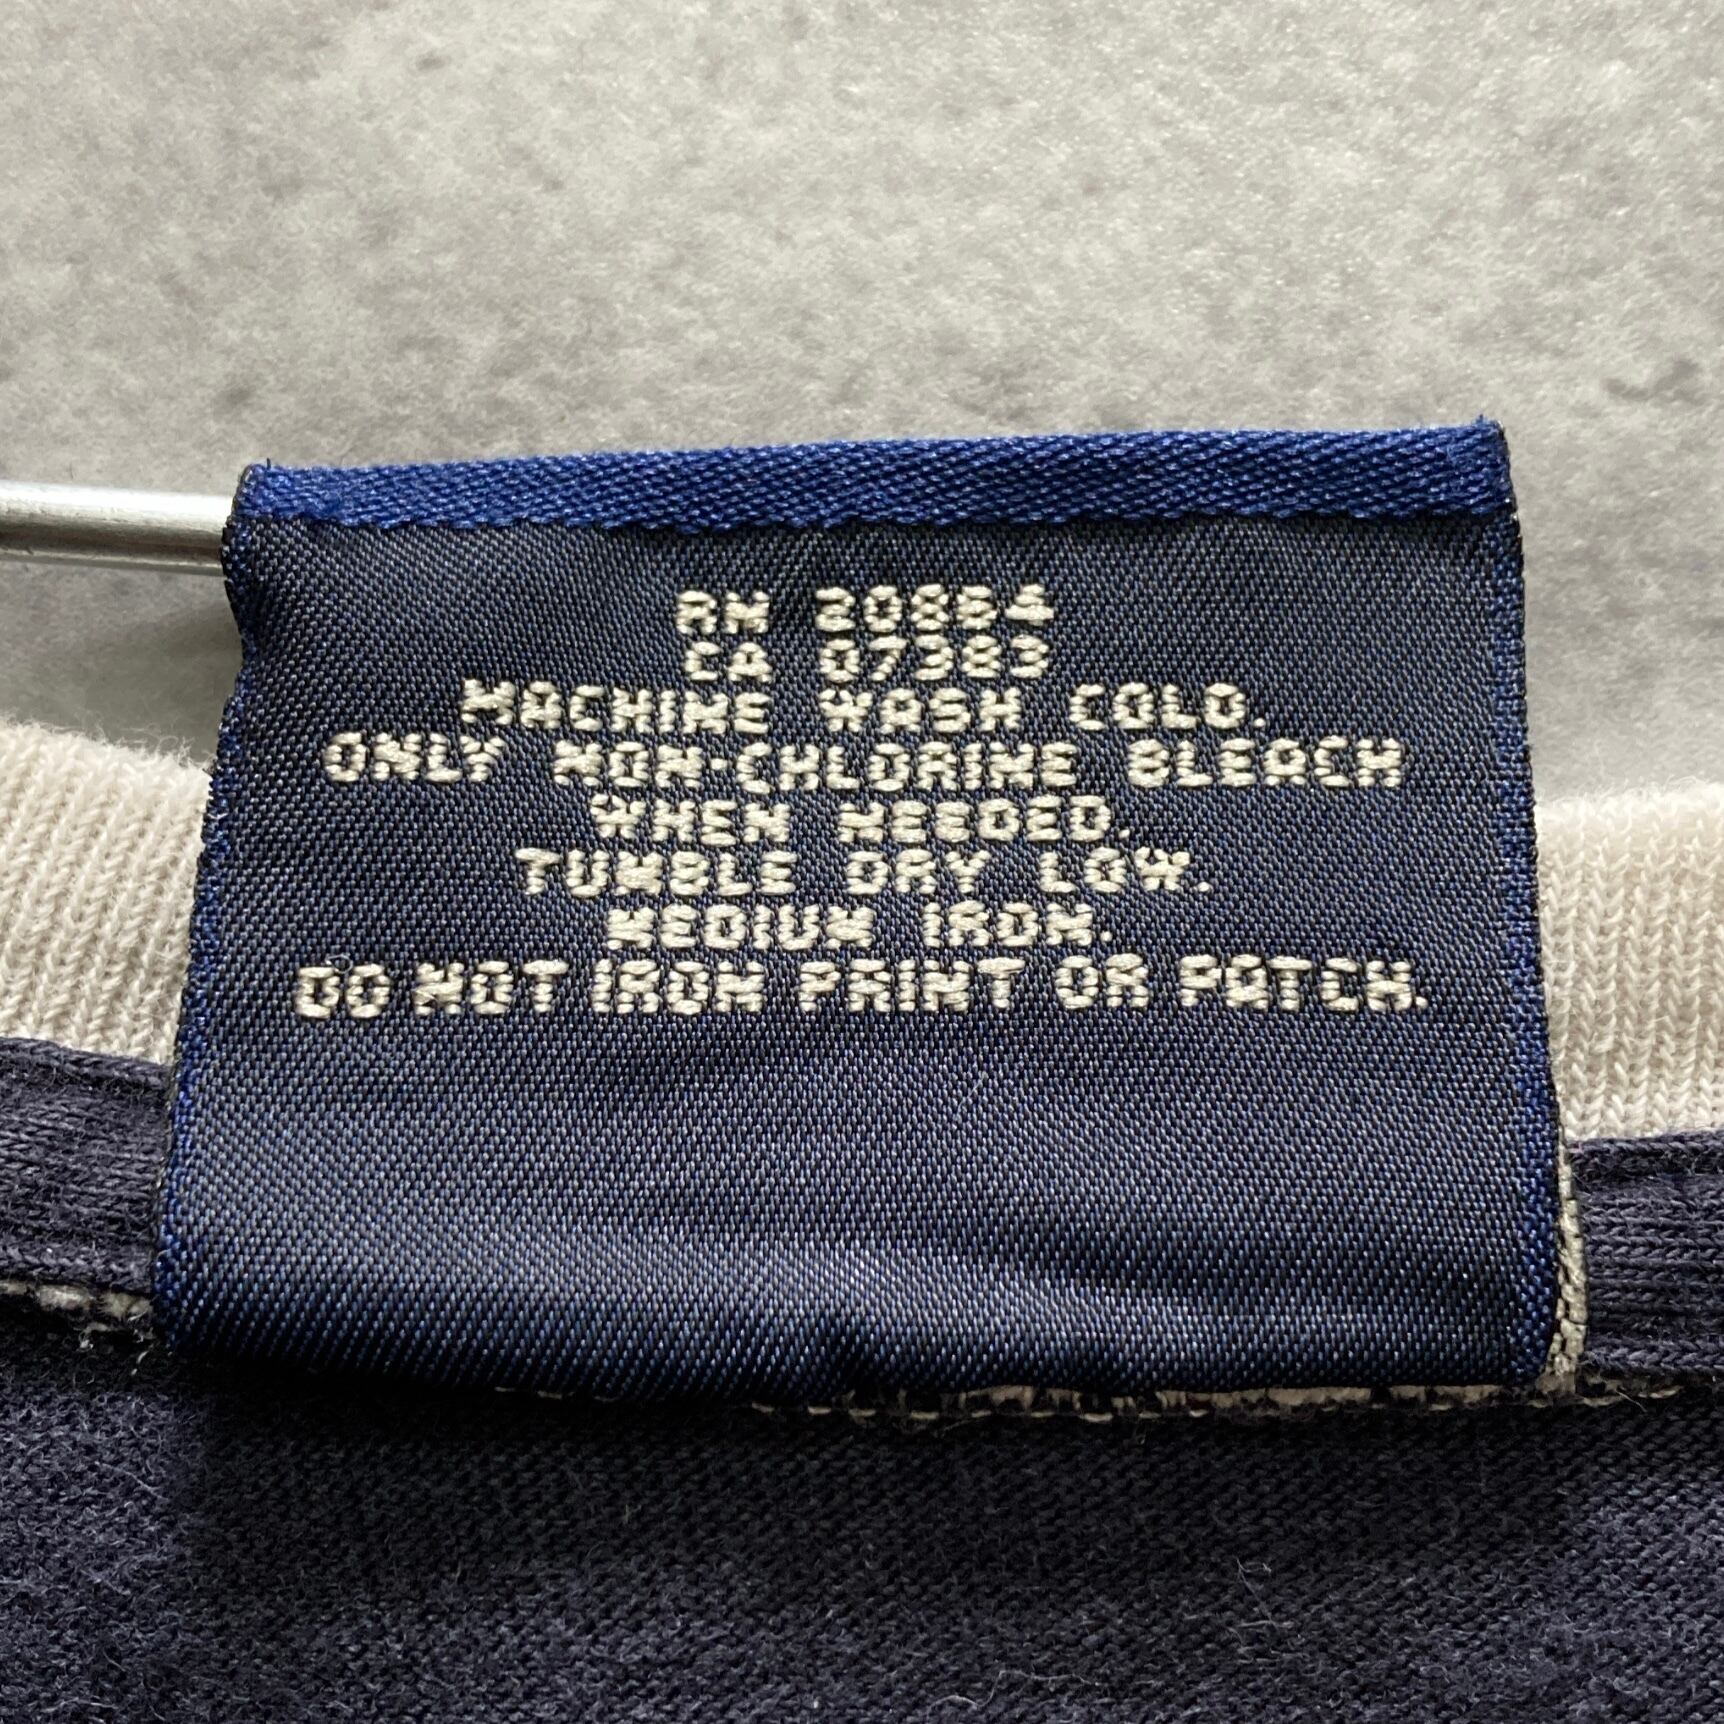 RN 20884
CA 07383
MACHINE WASH COLD.
ONLY NON-CHLORINE BLEACH
WHEN NEEDED.
TUMBLE DRY LOW.
MEDIUM IRON.
DO NOT IRON PRINT OR PATCH.